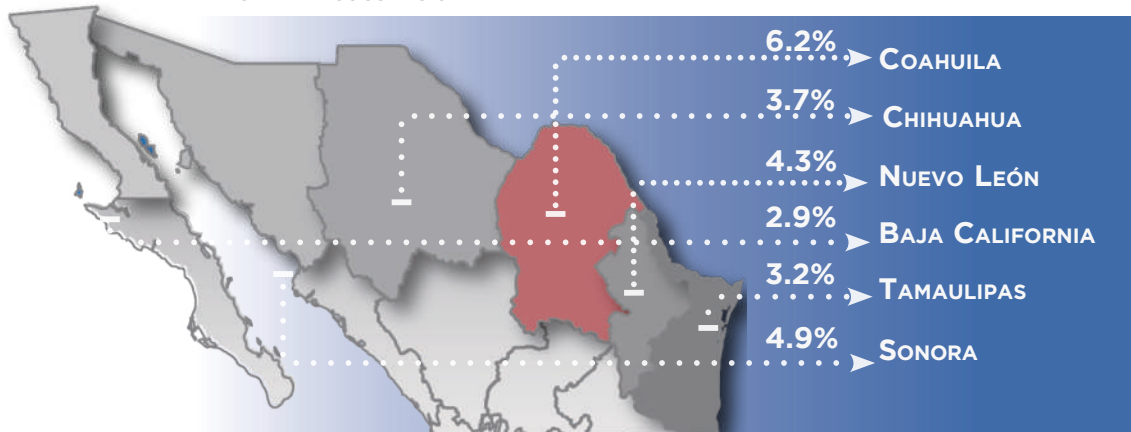 6.2% COAHUILA
3.7% CHIHUAHUA
4.3% NUEVO LEÓN
2.9% BAJA CALIFORNIA
3.2% TAMAULIPAS
4.9% SONORA